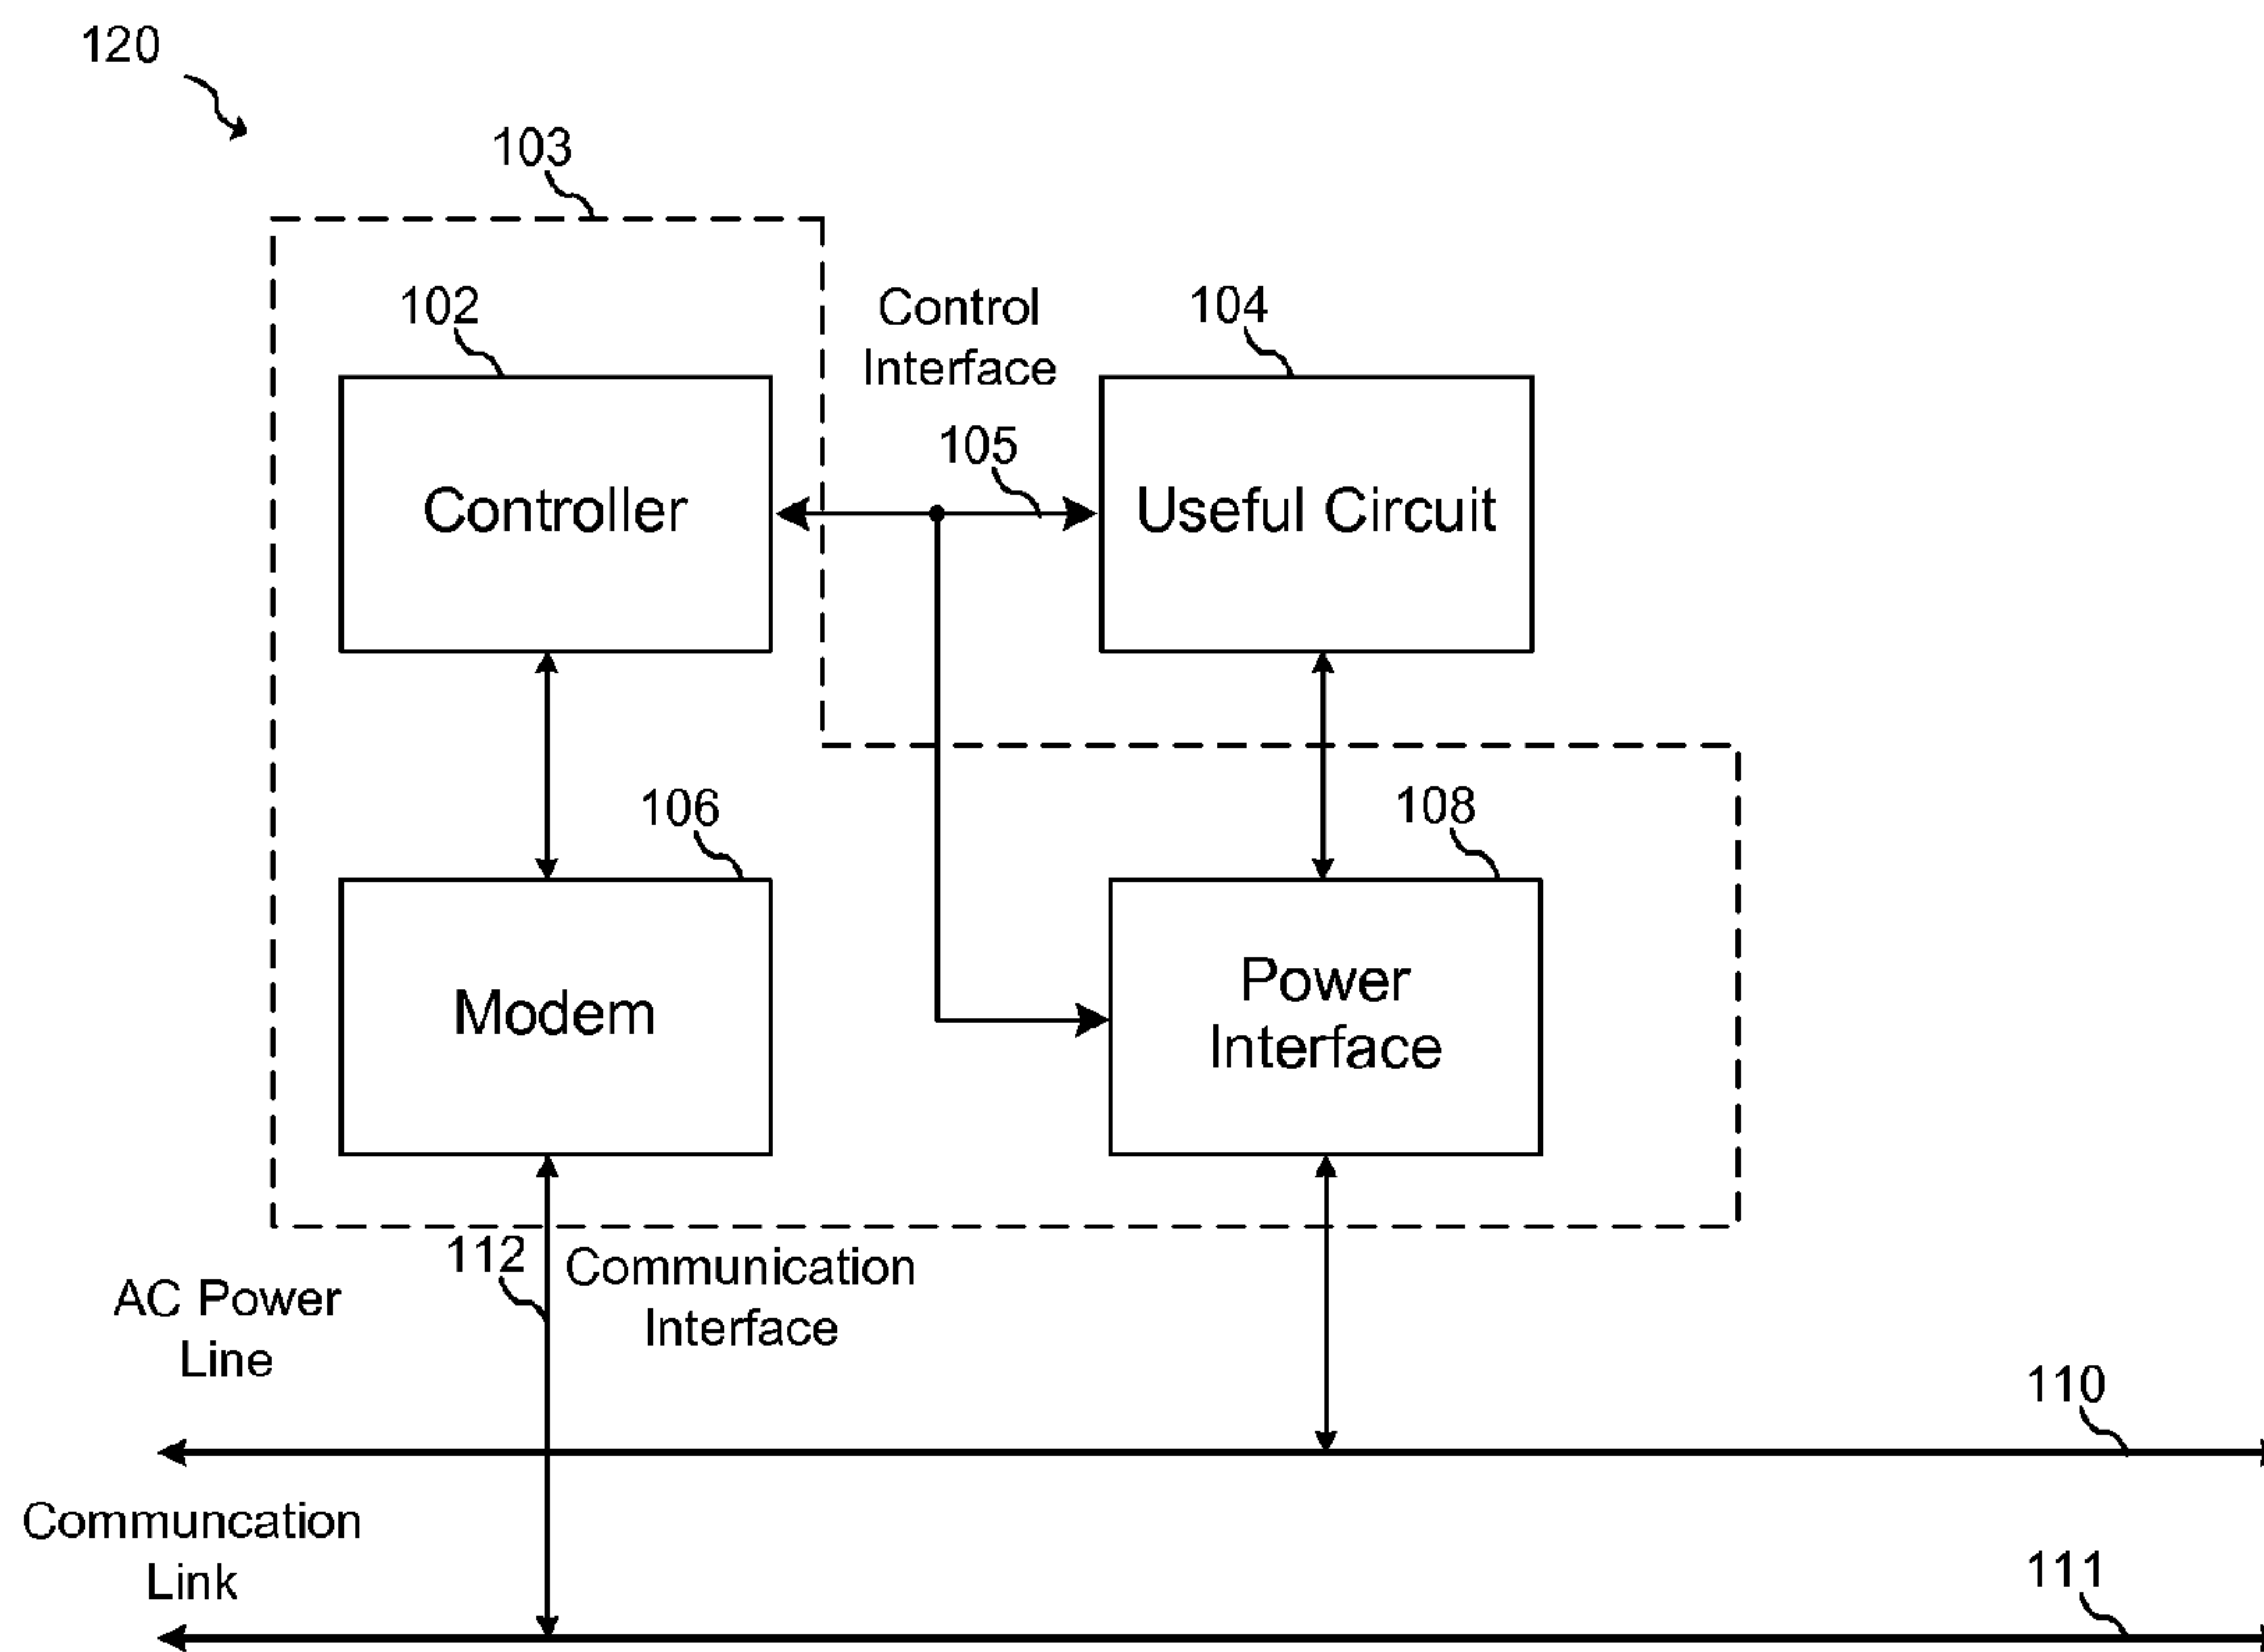 120
103
102
Control
Interface
104
105
Controller
Useful Circuit
106
108
Modem
Power
Interface
112
Communication
Interface
AC Power
Line
110
Communcation
Link
111